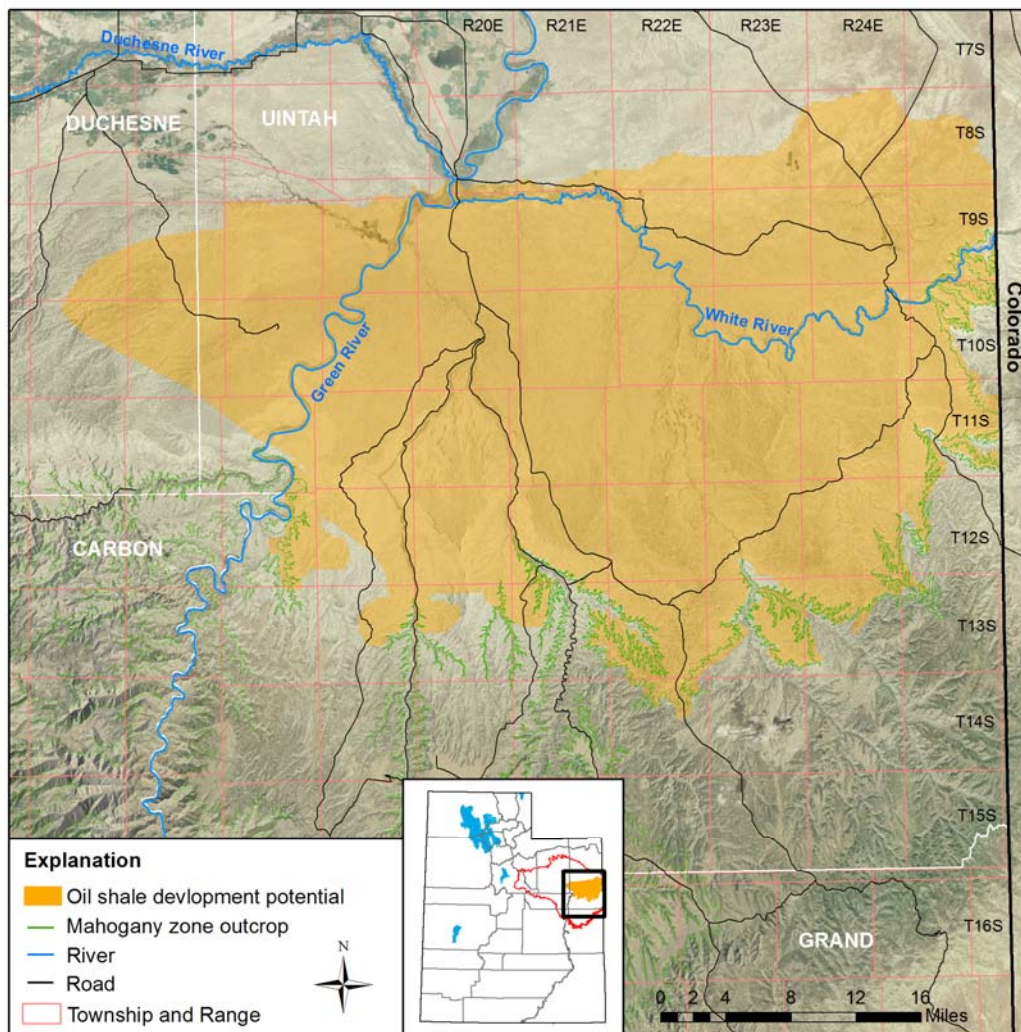 R20E R21E R22E R23E R24E
T7S
Duchesne River
DUCHESNE
UINTAH
T8S
T9S
Colorado
White River
Green River
T10S
T11S
CARBON
T12S
T13S
T14S
T15S
T16S
GRAND
Explanation
Oil shale devlopment potential
Mahogany zone outcrop
River
Road
Township and Range
N
0 2 4 8 12 16
Miles